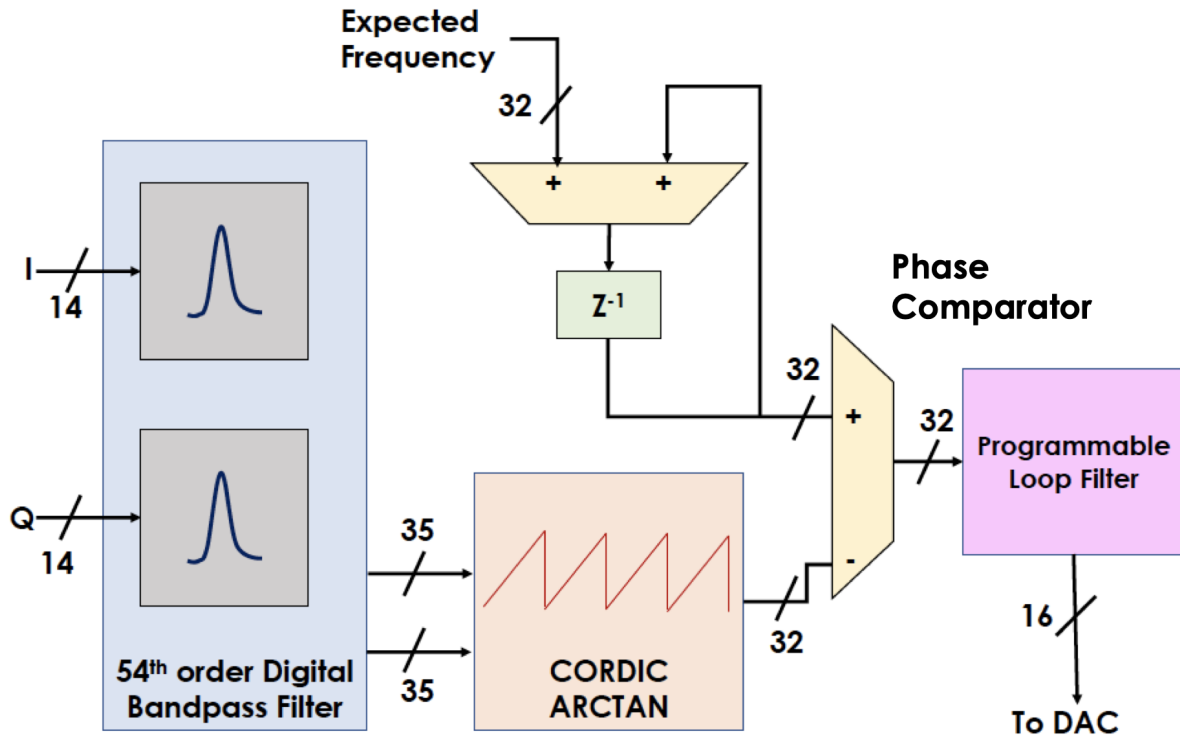 Expected
Frequency
32
+ +
Z⁻¹
Phase
Comparator
I
14
Q
14
54th order Digital
Bandpass Filter
35
35
CORDIC
ARCTAN
32
32
+
-
32
Programmable
Loop Filter
16
To DAC